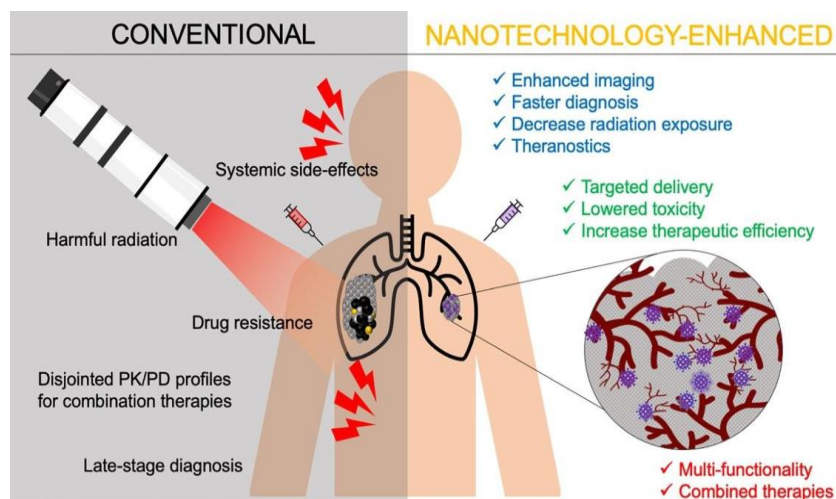 CONVENTIONAL
Systemic side-effects
Harmful radiation
Drug resistance
Disjointed PK/PD profiles
for combination therapies
Late-stage diagnosis
NANOTECHNOLOGY-ENHANCED
✓ Enhanced imaging
✓ Faster diagnosis
✓ Decrease radiation exposure
✓ Theranostics
✓ Targeted delivery
✓ Lowered toxicity
✓ Increase therapeutic efficiency
✓ Multi-functionality
✓ Combined therapies